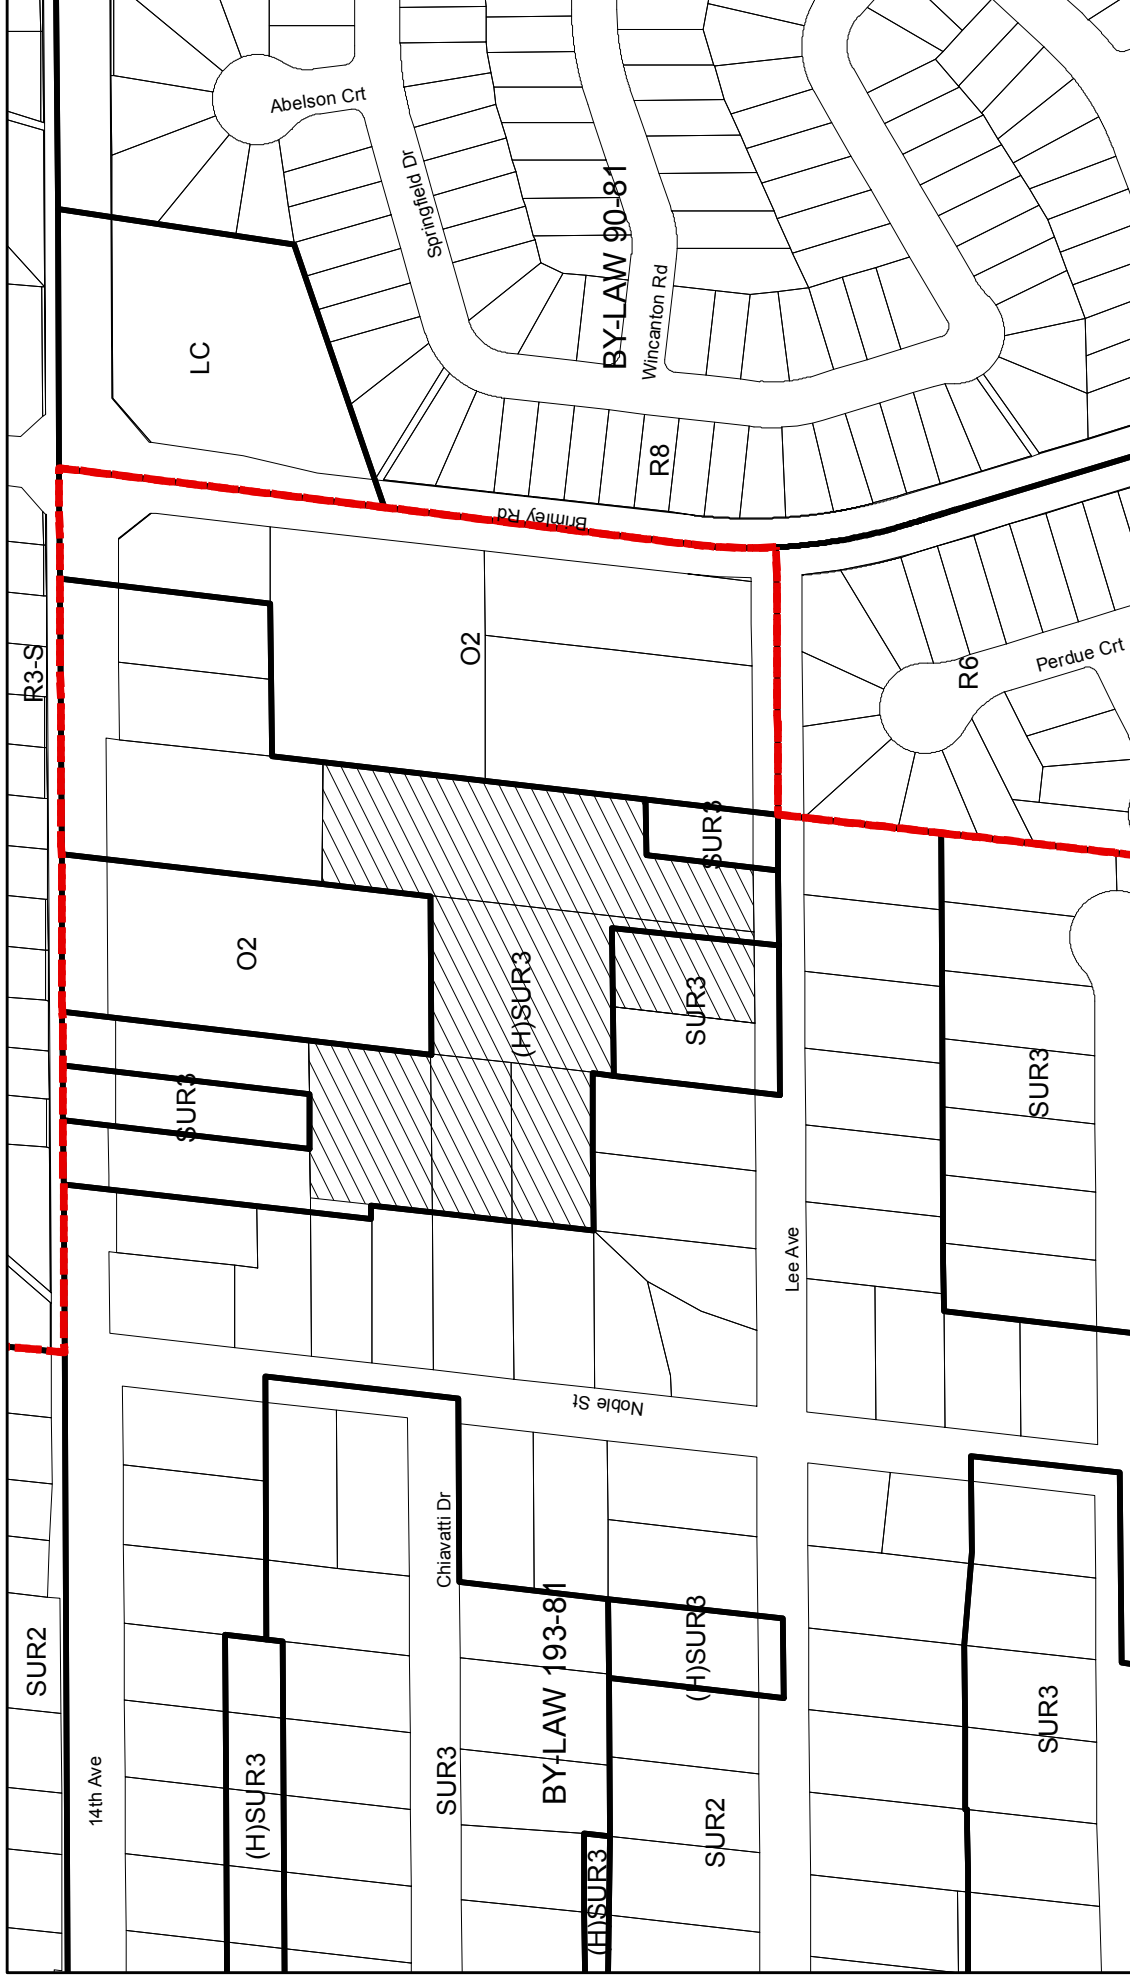 Abelson Crt
Springfield Dr
BY-LAW 90-81
Wincanton Rd
LC
R8
Brimley Rd
R3-S
O2
R6
Perdue Crt
SUR3
O2
(H)SUR3
SUR3
SUR3
SUR3
Lee Ave
Noble St
Chiavatti Dr
BY-LAW 193-81
(H)SUR3
SUR2
SUR3
14th Ave
(H)SUR3
SUR3
SUR2
(H)SUR3